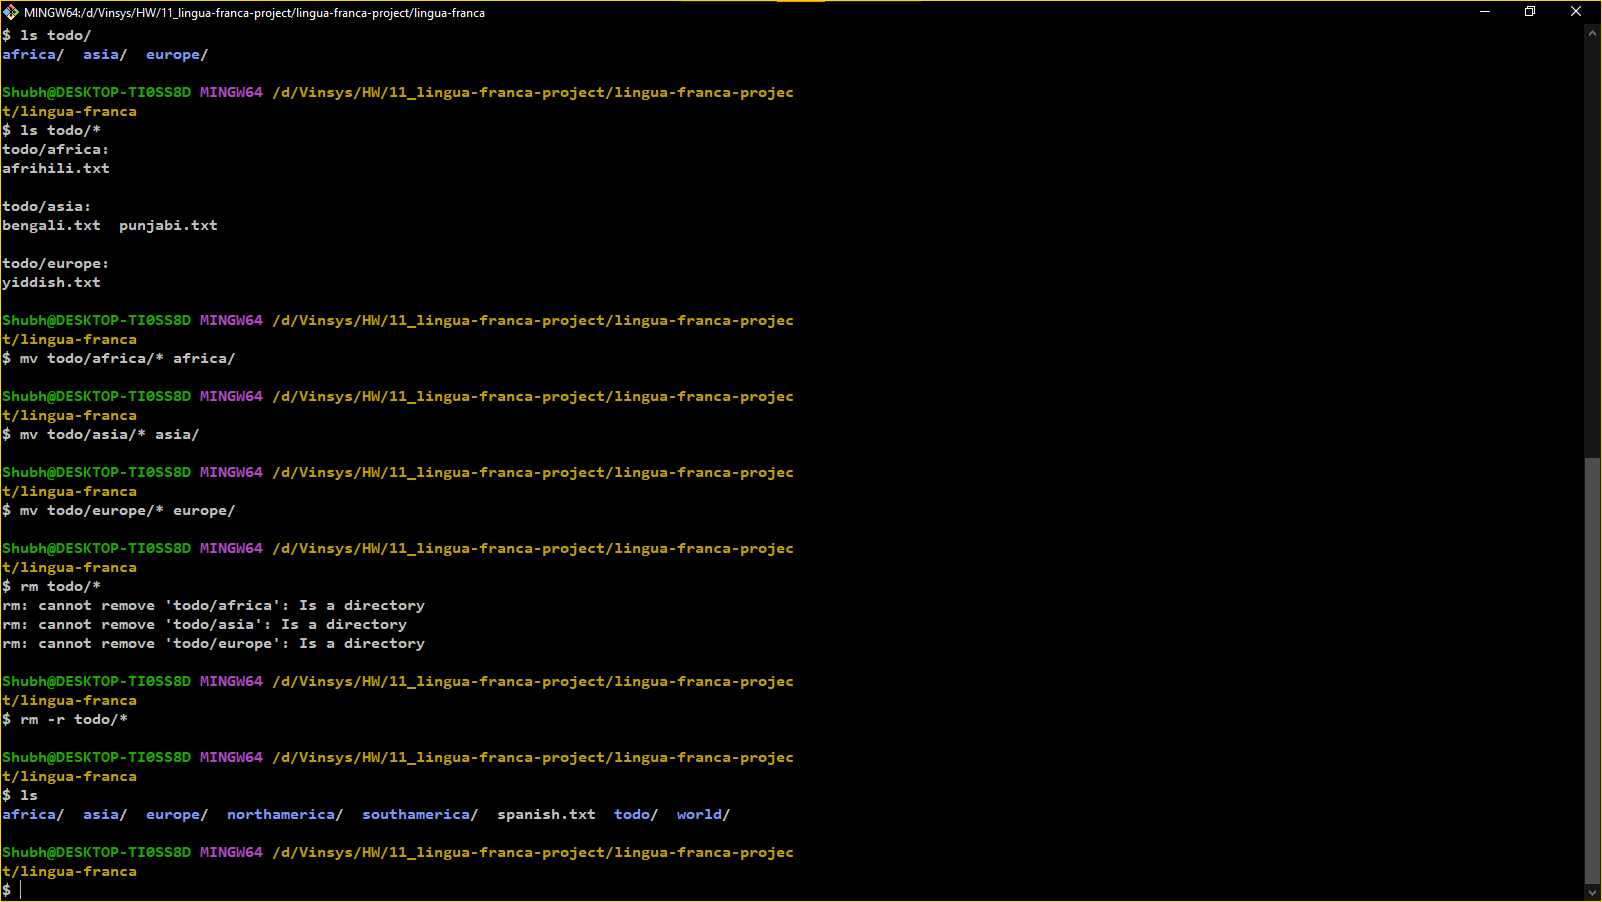 MINGW64:/d/Vinsys/HW/11_lingua-franca-project/lingua-franca-project/lingua-franca
$ ls todo/
africa/  asia/  europe/
Shubh@DESKTOP-TI0SS8D MINGW64 /d/Vinsys/HW/11_lingua-franca-project/lingua-franca-projec
t/lingua-franca
$ ls todo/*
todo/africa:
afrihili.txt
todo/asia:
bengali.txt  punjabi.txt
todo/europe:
yiddish.txt
Shubh@DESKTOP-TI0SS8D MINGW64 /d/Vinsys/HW/11_lingua-franca-project/lingua-franca-projec
t/lingua-franca
$ mv todo/africa/* africa/
Shubh@DESKTOP-TI0SS8D MINGW64 /d/Vinsys/HW/11_lingua-franca-project/lingua-franca-projec
t/lingua-franca
$ mv todo/asia/* asia/
Shubh@DESKTOP-TI0SS8D MINGW64 /d/Vinsys/HW/11_lingua-franca-project/lingua-franca-projec
t/lingua-franca
$ mv todo/europe/* europe/
Shubh@DESKTOP-TI0SS8D MINGW64 /d/Vinsys/HW/11_lingua-franca-project/lingua-franca-projec
t/lingua-franca
$ rm todo/*
rm: cannot remove 'todo/africa': Is a directory
rm: cannot remove 'todo/asia': Is a directory
rm: cannot remove 'todo/europe': Is a directory
Shubh@DESKTOP-TI0SS8D MINGW64 /d/Vinsys/HW/11_lingua-franca-project/lingua-franca-projec
t/lingua-franca
$ rm -r todo/*
Shubh@DESKTOP-TI0SS8D MINGW64 /d/Vinsys/HW/11_lingua-franca-project/lingua-franca-projec
t/lingua-franca
$ ls
africa/  asia/  europe/  northamerica/  southamerica/  spanish.txt  todo/  world/
Shubh@DESKTOP-TI0SS8D MINGW64 /d/Vinsys/HW/11_lingua-franca-project/lingua-franca-projec
t/lingua-franca
$